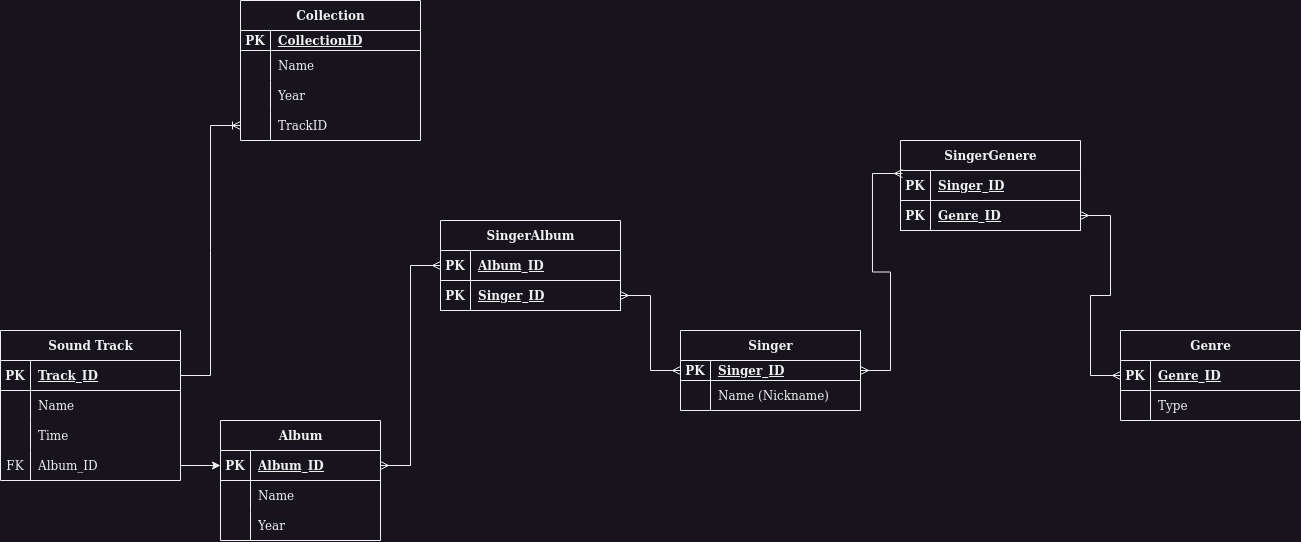 Collection
PK CollectionID
Name
Year
TrackID
SingerGenere
PK Singer_ID
PK Genre_ID
SingerAlbum
PK Album_ID
PK Singer_ID
Sound Track
PK Track_ID
Name
Time
FK Album_ID
Album
PK Album_ID
Name
Year
Singer
PK Singer_ID
Name (Nickname)
Genre
PK Genre_ID
Type